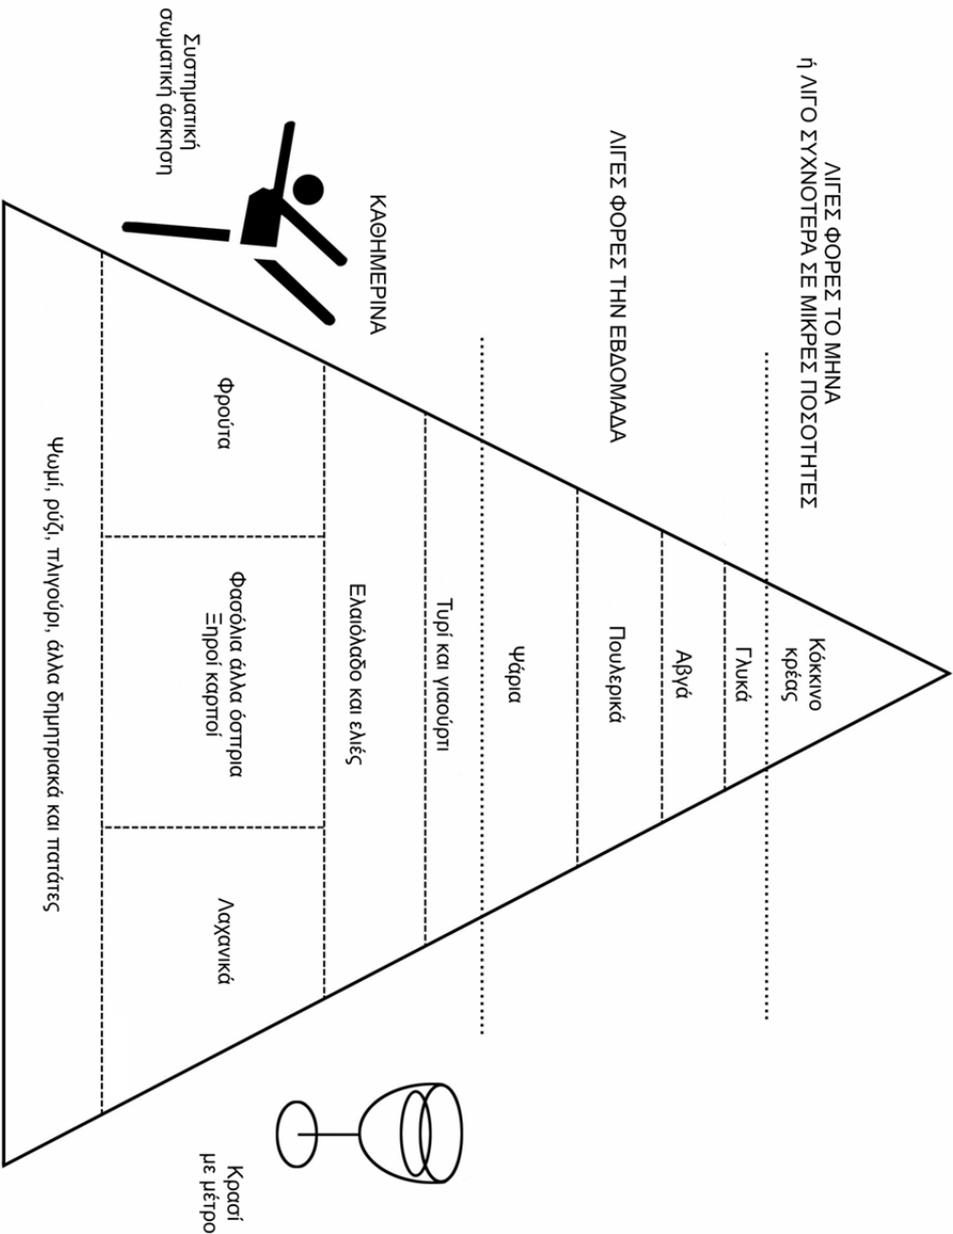 ΛΙΓΕΣ ΦΟΡΕΣ ΤΟ ΜΗΝΑ
ή ΛΙΓΟ ΣΥΧΝΟΤΕΡΑ ΣΕ ΜΙΚΡΕΣ ΠΟΣΟΤΗΤΕΣ
Κόκκινο
κρέας
ΛΙΓΕΣ ΦΟΡΕΣ ΤΗΝ ΕΒΔΟΜΑΔΑ
Γλυκά
Αβγά
Πουλερικά
Ψάρια
ΚΑΘΗΜΕΡΙΝΑ
Τυρί και γιαούρτι
Ελαιόλαδο και ελιές
Φρούτα
Φασόλια άλλα όσπρια
Ξηροί καρποί
Λαχανικά
Ψωμί, ρύζι, πλιγούρι, άλλα δημητριακά και πατάτες
Συστηματική
σωματική άσκηση
Κρασί
με μέτρο